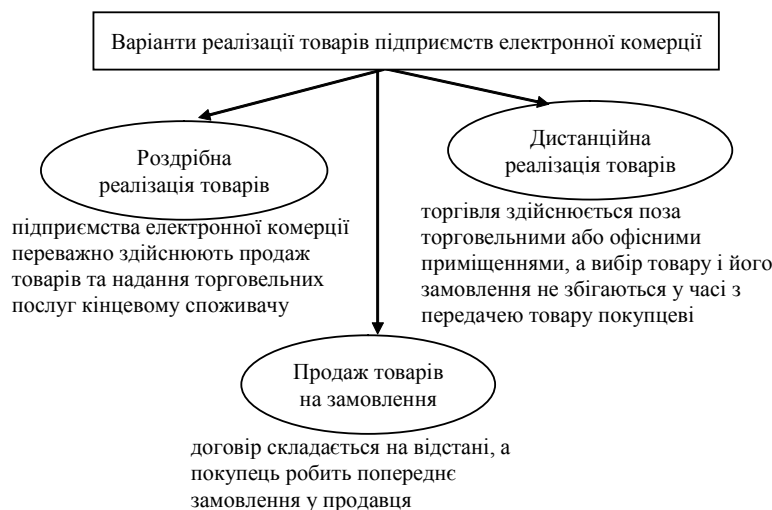 Варіанти реалізації товарів підприємств електронної комерції
Роздрібна
реалізація товарів
підприємства електронної комерції
переважно здійснюють продаж
товарів та надання торговельних
послуг кінцевому споживачу
Дистанційна
реалізація товарів
торгівля здійснюється поза
торговельними або офісними
приміщеннями, а вибір товару і його
замовлення не збігаються у часі з
передачею товару покупцеві
Продаж товарів
на замовлення
договір складається на відстані, а
покупець робить попереднє
замовлення у продавця